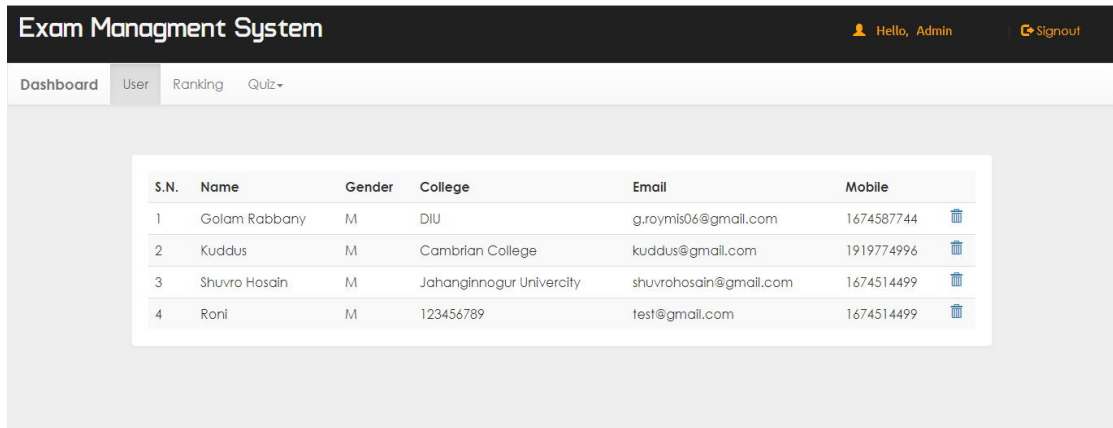 Exam Managment System Hello, Admin Signout
Dashboard User Ranking Quiz
S.N. Name Gender College Email Mobile
1 Golam Rabbany M DIU g.roymis06@gmail.com 1674587744
2 Kuddus M Cambrian College kuddus@gmail.com 1919774996
3 Shuvro Hosain M Jahanginnogur Univercity shuvrohosain@gmail.com 1674514499
4 Roni M 123456789 test@gmail.com 1674514499